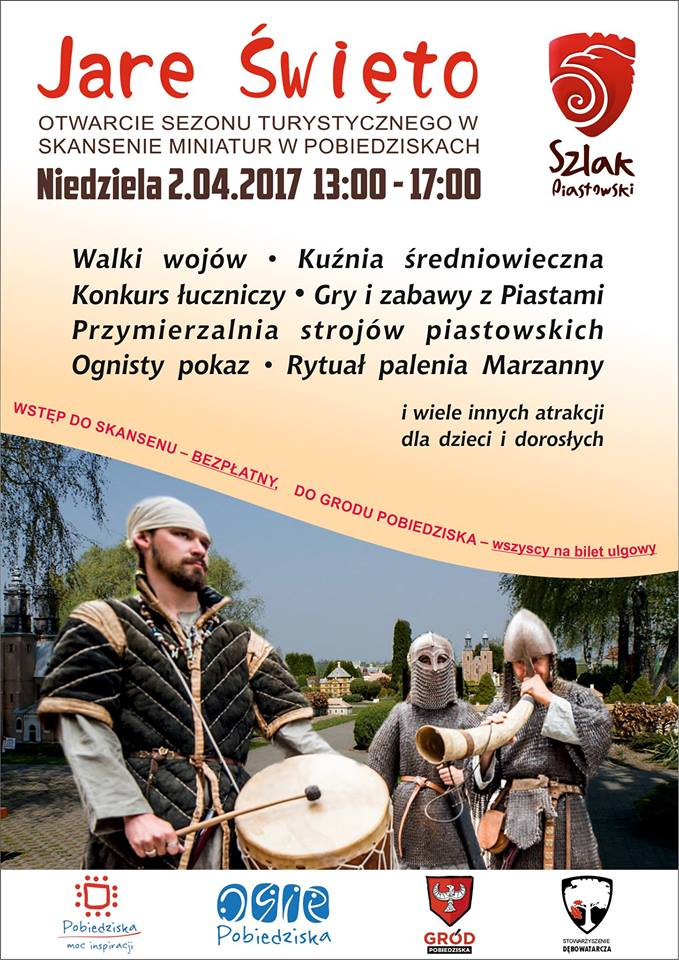 Jare Święto
OTWARCIE SEZONU TURYSTYCZNEGO W
SKANSENIE MINIATUR W POBIEDZISKACH
Niedziela 2.04.2017 13:00 - 17:00
Szlak
Piastowski
Walki wojów • Kuźnia średniowieczna
Konkurs łuczniczy • Gry i zabawy z Piastami
Przymierzalnia strojów piastowskich
Ognisty pokaz • Rytuał palenia Marzanny
i wiele innych atrakcji
dla dzieci i dorosłych
WSTĘP DO SKANSENU – BEZPŁATNY, DO GRODU POBIEDZISKA – wszyscy na bilet ulgowy
Pobiedziska
moc inspiracji
OSiR
Pobiedziska
GRÓD
POBIEDZISKA
STOWARZYSZENIE
DĘBOWATARCZA